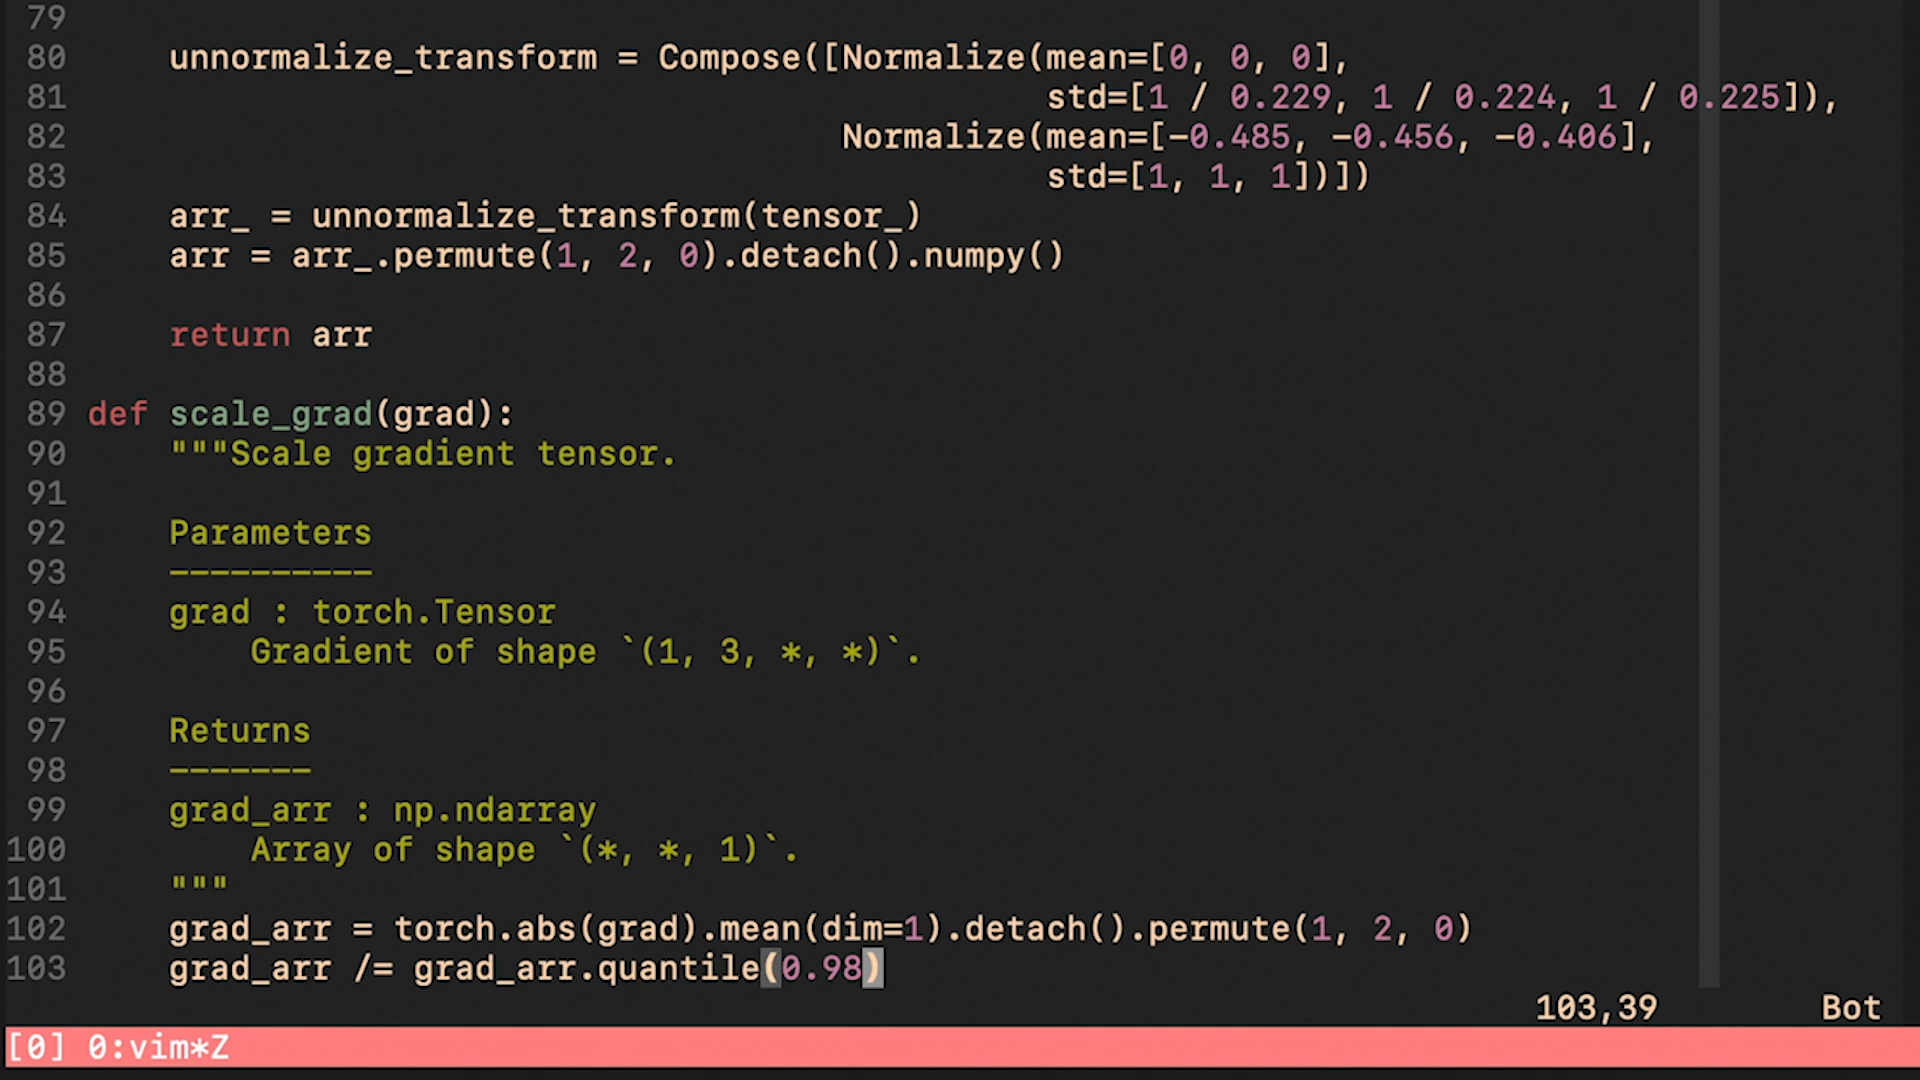 79
80     unnormalize_transform = Compose([Normalize(mean=[0, 0, 0],
81                                                std=[1 / 0.229, 1 / 0.224, 1 / 0.225]),
82                                      Normalize(mean=[-0.485, -0.456, -0.406],
83                                                std=[1, 1, 1])])
84     arr_ = unnormalize_transform(tensor_)
85     arr = arr_.permute(1, 2, 0).detach().numpy()
86
87     return arr
88
89 def scale_grad(grad):
90     """Scale gradient tensor.
91
92     Parameters
93     ----------
94     grad : torch.Tensor
95         Gradient of shape `(1, 3, *, *)`.
96
97     Returns
98     -------
99     grad_arr : np.ndarray
100         Array of shape `(*, *, 1)`.
101     """
102     grad_arr = torch.abs(grad).mean(dim=1).detach().permute(1, 2, 0)
103     grad_arr /= grad_arr.quantile(0.98)
103,39        Bot
[0] 0:vim*Z